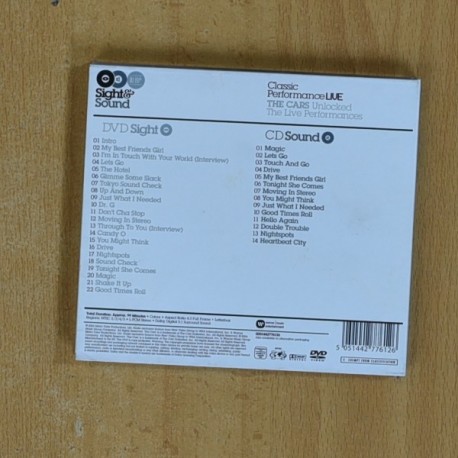 Sight &
Sound
Classic
Performance LIVE
THE CARS Unlocked
The Live Performances
DVD Sight
01 Intro
02 My Best Friends Girl
03 I'm In Touch With Your World (Interview)
04 Lets Go
05 The Hotel
06 Gimme Some Slack
07 Tokyo Sound Check
08 Up And Down
09 Just What I Needed
10 Dr. G
11 Don't Cha Stop
12 Moving In Stereo
13 Through To You (Interview)
14 Candy O
15 You Might Think
16 Drive
17 Nightspots
18 Sound Check
19 Tonight She Comes
20 Magic
21 Shake It Up
22 Good Times Roll
CD Sound
01 Magic
02 Lets Go
03 Touch And Go
04 Drive
05 My Best Friends Girl
06 Tonight She Comes
07 Moving In Stereo
08 You Might Think
09 Just What I Needed
10 Good Times Roll
11 Hello Again
12 Double Trouble
13 Nightspots
14 Heartbeat City
DVD
5 051442 776126
E EXEMPT FROM CLASSIFICATION